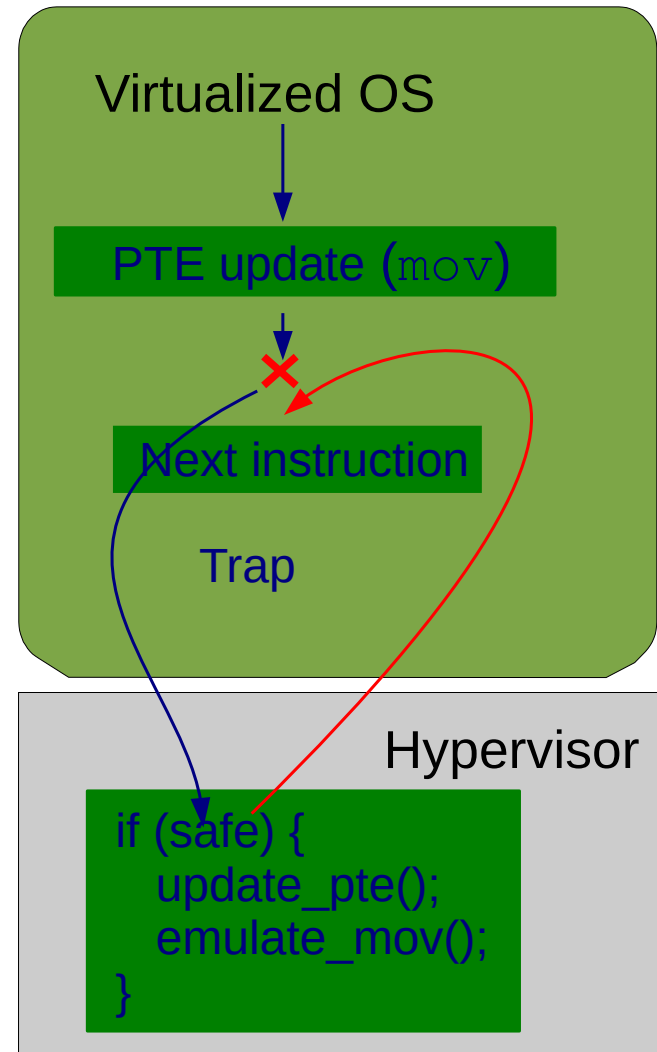 Virtualized OS
PTE update (mov)
Next instruction
Trap
Hypervisor
if (safe) {
update_pte();
emulate_mov();
}